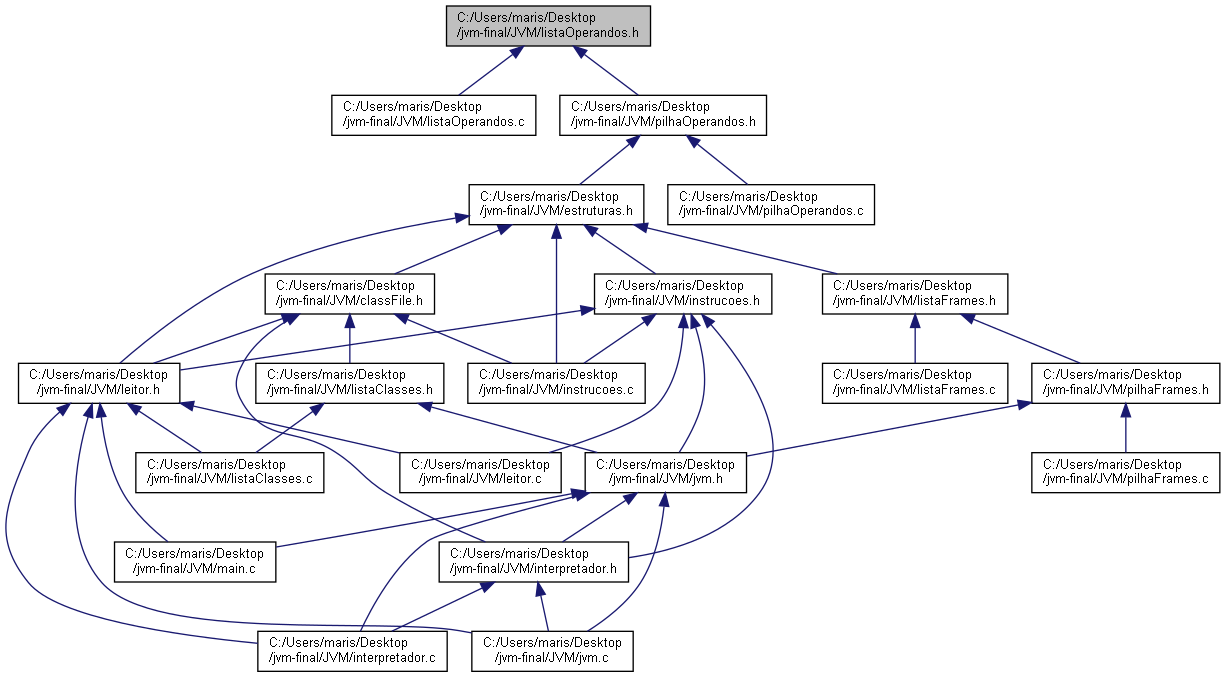 C:/Users/maris/Desktop
/jvm-final/JVM/listaOperandos.h
C:/Users/maris/Desktop
/jvm-final/JVM/listaOperandos.c
C:/Users/maris/Desktop
/jvm-final/JVM/pilhaOperandos.h
C:/Users/maris/Desktop
/jvm-final/JVM/estruturas.h
C:/Users/maris/Desktop
/jvm-final/JVM/pilhaOperandos.c
C:/Users/maris/Desktop
/jvm-final/JVM/classFile.h
C:/Users/maris/Desktop
/jvm-final/JVM/instrucoes.h
C:/Users/maris/Desktop
/jvm-final/JVM/listaFrames.h
C:/Users/maris/Desktop
/jvm-final/JVM/leitor.h
C:/Users/maris/Desktop
/jvm-final/JVM/listaClasses.h
C:/Users/maris/Desktop
/jvm-final/JVM/instrucoes.c
C:/Users/maris/Desktop
/jvm-final/JVM/listaFrames.c
C:/Users/maris/Desktop
/jvm-final/JVM/pilhaFrames.h
C:/Users/maris/Desktop
/jvm-final/JVM/listaClasses.c
C:/Users/maris/Desktop
/jvm-final/JVM/leitor.c
C:/Users/maris/Desktop
/jvm-final/JVM/jvm.h
C:/Users/maris/Desktop
/jvm-final/JVM/pilhaFrames.c
C:/Users/maris/Desktop
/jvm-final/JVM/main.c
C:/Users/maris/Desktop
/jvm-final/JVM/interpretador.h
C:/Users/maris/Desktop
/jvm-final/JVM/interpretador.c
C:/Users/maris/Desktop
/jvm-final/JVM/jvm.c